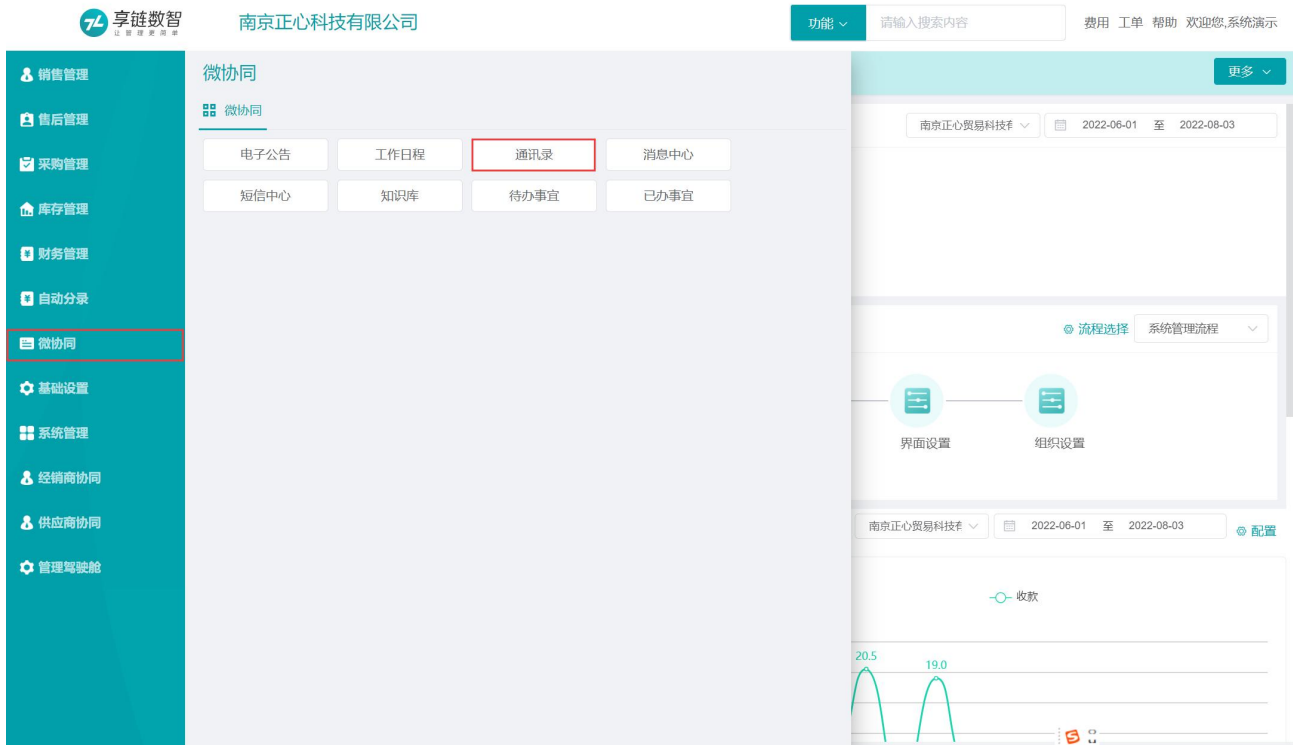 享链数智
让管理更简单
南京正心科技有限公司
功能
请输入搜索内容
费用 工单 帮助 欢迎您,系统演示
销售管理
售后管理
采购管理
库存管理
财务管理
自动分录
微协同
基础设置
系统管理
经销商协同
供应商协同
管理驾驶舱
微协同
微协同
电子公告 工作日程 通讯录 消息中心
短信中心 知识库 待办事宜 已办事宜
更多
南京正心贸易科技有 2022-06-01 至 2022-08-03
流程选择 系统管理流程
界面设置 组织设置
南京正心贸易科技有 2022-06-01 至 2022-08-03 配置
收款
20.5
19.0